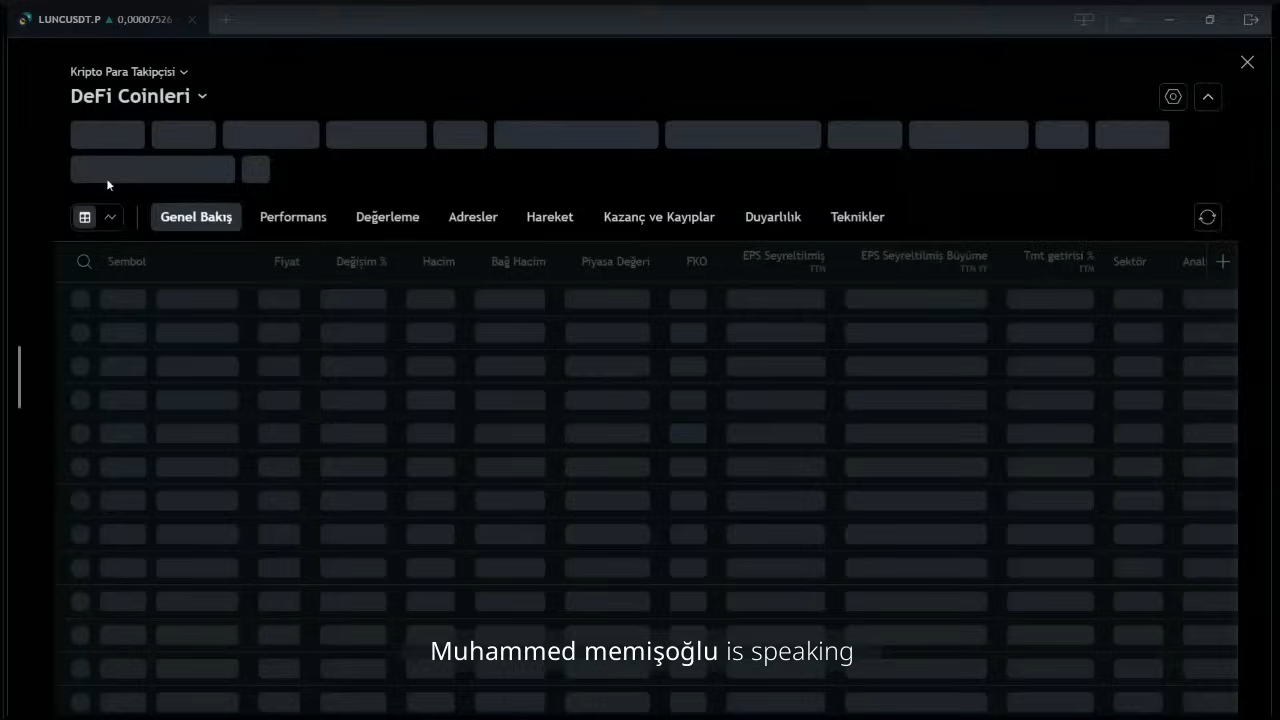 LUNCUSDT.P ▲ 0,00007526
Kripto Para Takipçisi
DeFi Coinleri
Genel Bakış Performans Değerleme Adresler Hareket Kazanç ve Kayıplar Duyarlılık Teknikler
Sembol Fiyat Değişim % Hacim Bağ Hacim Piyasa Değeri FKO EPS Seyreltilmiş TTM EPS Seyreltilmiş Büyüme TTM YY Tmt getirisi % TTM Sektör Anal
Muhammed memişoğlu is speaking